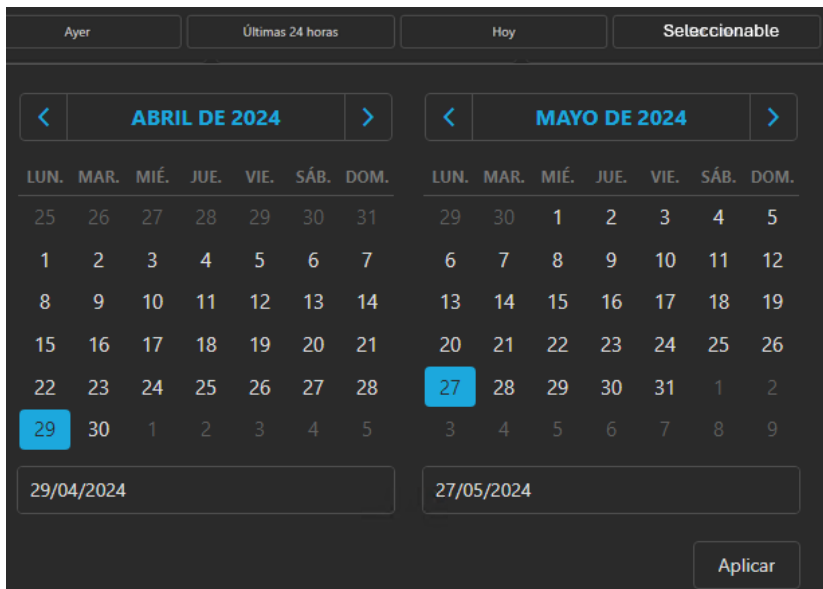 Ayer Últimas 24 horas Hoy Seleccionable
ABRIL DE 2024
LUN. MAR. MIÉ. JUE. VIE. SÁB. DOM.
25 26 27 28 29 30 31
1 2 3 4 5 6 7
8 9 10 11 12 13 14
15 16 17 18 19 20 21
22 23 24 25 26 27 28
29 30 1 2 3 4 5
29/04/2024
MAYO DE 2024
LUN. MAR. MIÉ. JUE. VIE. SÁB. DOM.
29 30 1 2 3 4 5
6 7 8 9 10 11 12
13 14 15 16 17 18 19
20 21 22 23 24 25 26
27 28 29 30 31 1 2
3 4 5 6 7 8 9
27/05/2024
Aplicar